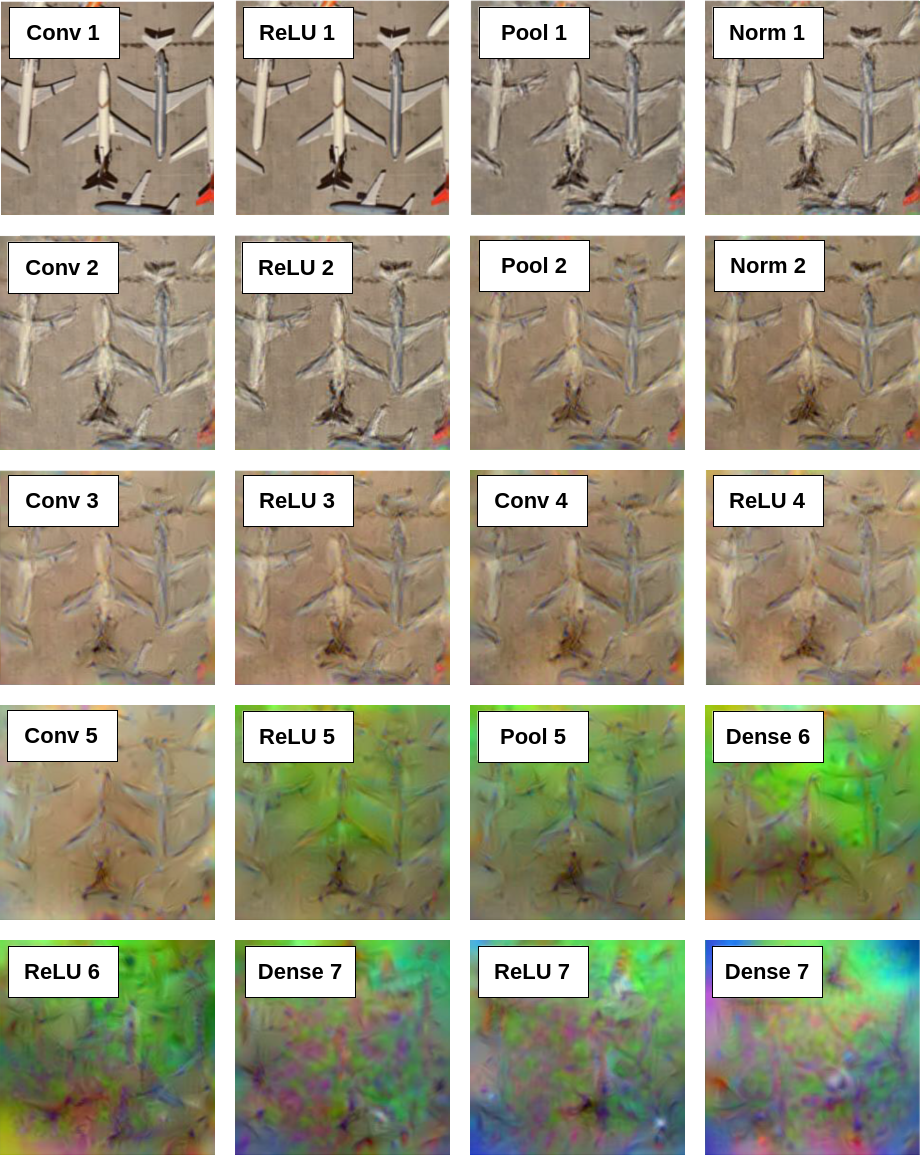 Conv 1
ReLU 1
Pool 1
Norm 1
Conv 2
ReLU 2
Pool 2
Norm 2
Conv 3
ReLU 3
Conv 4
ReLU 4
Conv 5
ReLU 5
Pool 5
Dense 6
ReLU 6
Dense 7
ReLU 7
Dense 7